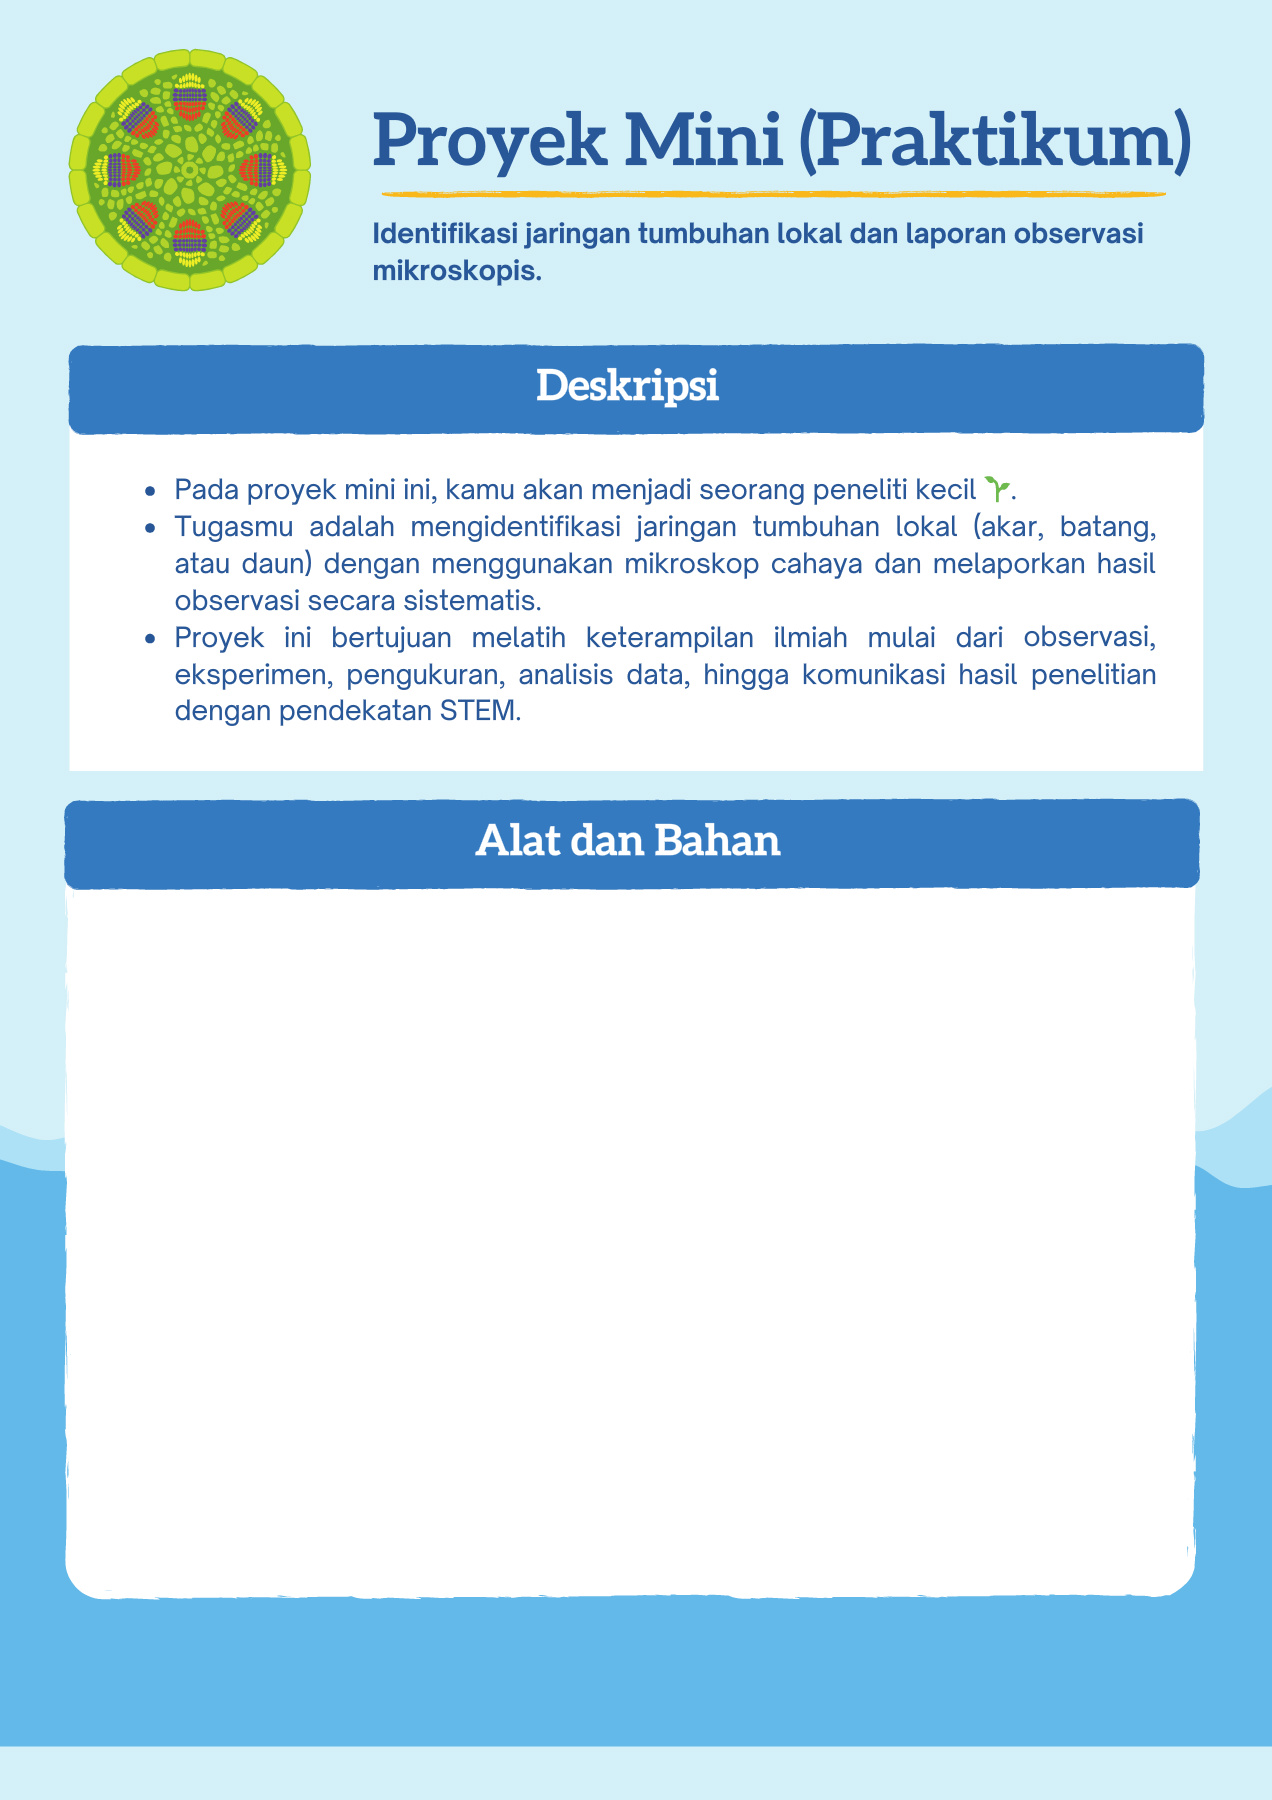 Proyek Mini (Praktikum)
Identifikasi jaringan tumbuhan lokal dan laporan observasi
mikroskopis.
Deskripsi
• Pada proyek mini ini, kamu akan menjadi seorang peneliti kecil 🌱.
• Tugasmu adalah mengidentifikasi jaringan tumbuhan lokal (akar, batang,
atau daun) dengan menggunakan mikroskop cahaya dan melaporkan hasil
observasi secara sistematis.
• Proyek ini bertujuan melatih keterampilan ilmiah mulai dari observasi,
eksperimen, pengukuran, analisis data, hingga komunikasi hasil penelitian
dengan pendekatan STEM.
Alat dan Bahan